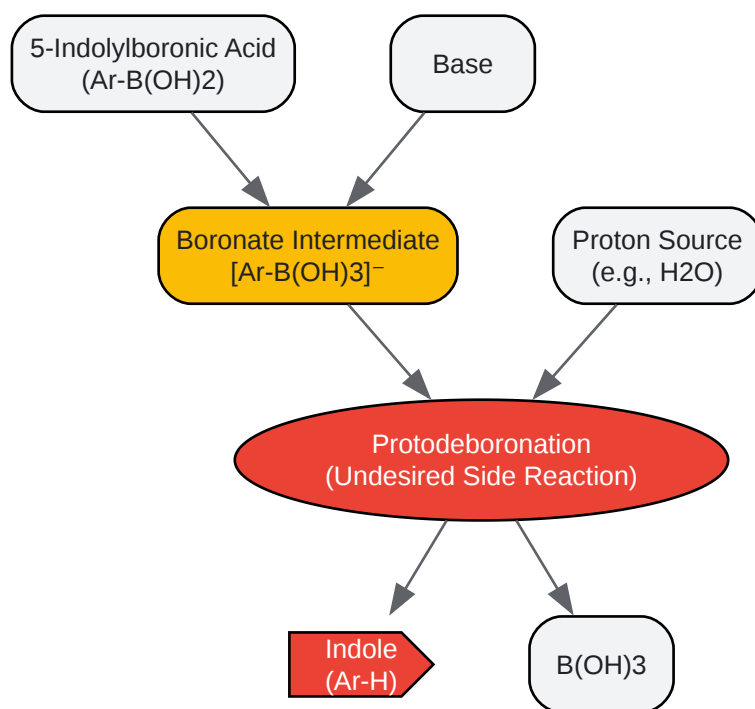 5-Indolylboronic Acid
(Ar-B(OH)2)
Base
Boronate Intermediate
[Ar-B(OH)3]⁻
Proton Source
(e.g., H2O)
Protodeboronation
(Undesired Side Reaction)
Indole
(Ar-H)
B(OH)3